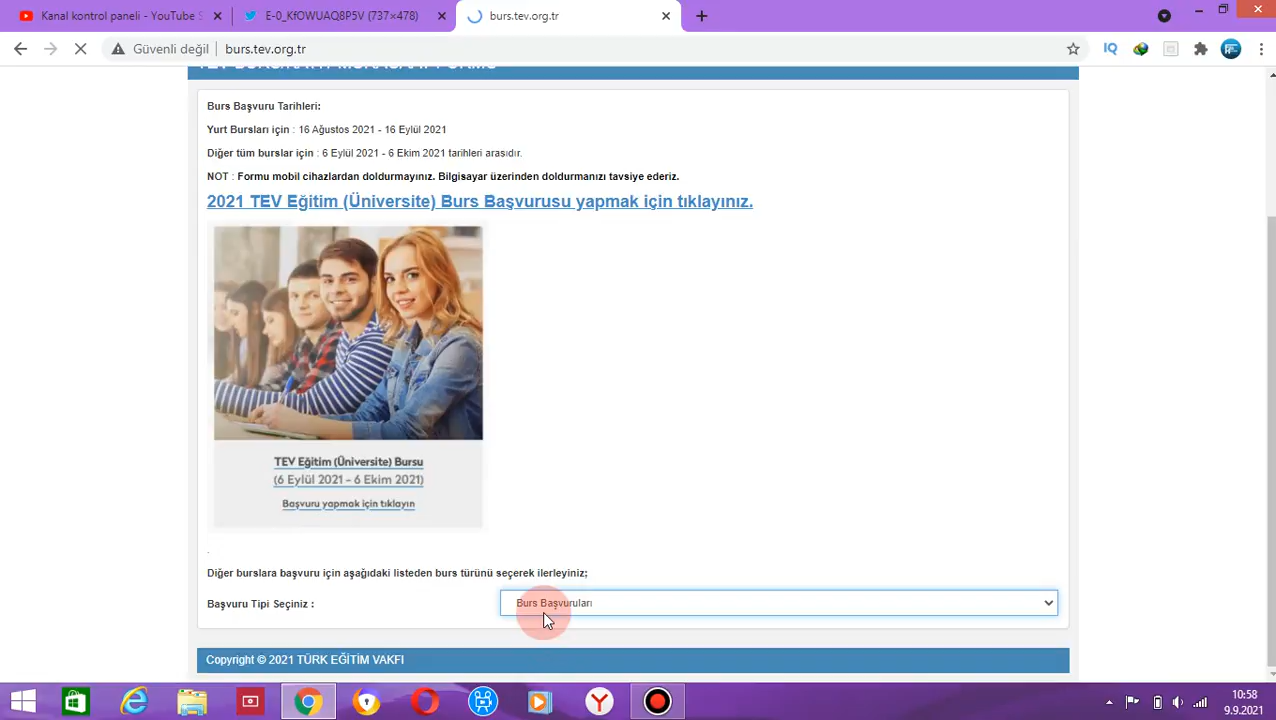 Kanal kontrol paneli - YouTube S
E-0_KfOWUAQ8P5V (737×478)
burs.tev.org.tr
Güvenli değil
burs.tev.org.tr
IQ
Burs Başvuru Tarihleri:
Yurt Bursları için : 16 Ağustos 2021 - 16 Eylül 2021
Diğer tüm burslar için : 6 Eylül 2021 - 6 Ekim 2021 tarihleri arasıdır.
NOT : Formu mobil cihazlardan doldurmayınız. Bilgisayar üzerinden doldurmanızı tavsiye ederiz.
2021 TEV Eğitim (Üniversite) Burs Başvurusu yapmak için tıklayınız.
TEV Eğitim (Üniversite) Bursu
(6 Eylül 2021 - 6 Ekim 2021)
Başvuru yapmak için tıklayın
.
Diğer burslara başvuru için aşağıdaki listeden burs türünü seçerek ilerleyiniz;
Başvuru Tipi Seçiniz :
Burs Başvuruları
Copyright © 2021 TÜRK EĞİTİM VAKFI
10:58
9.9.2021